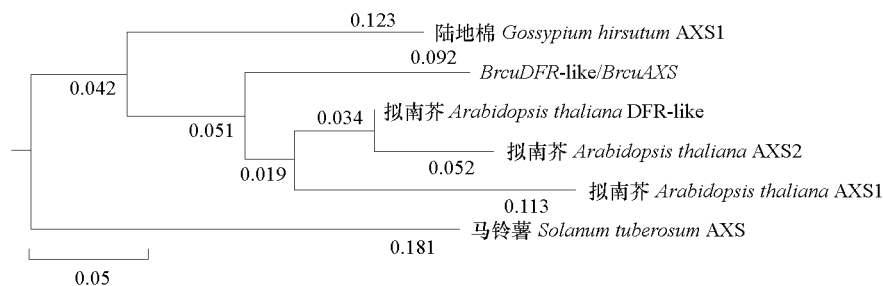 0.123
陆地棉 Gossypium hirsutum AXS1
0.092
BrcuDFR-like/BrcuAXS
0.042
拟南芥 Arabidopsis thaliana DFR-like
0.034
0.051
拟南芥 Arabidopsis thaliana AXS2
0.052
0.019
拟南芥 Arabidopsis thaliana AXS1
0.113
马铃薯 Solanum tuberosum AXS
0.181
0.05